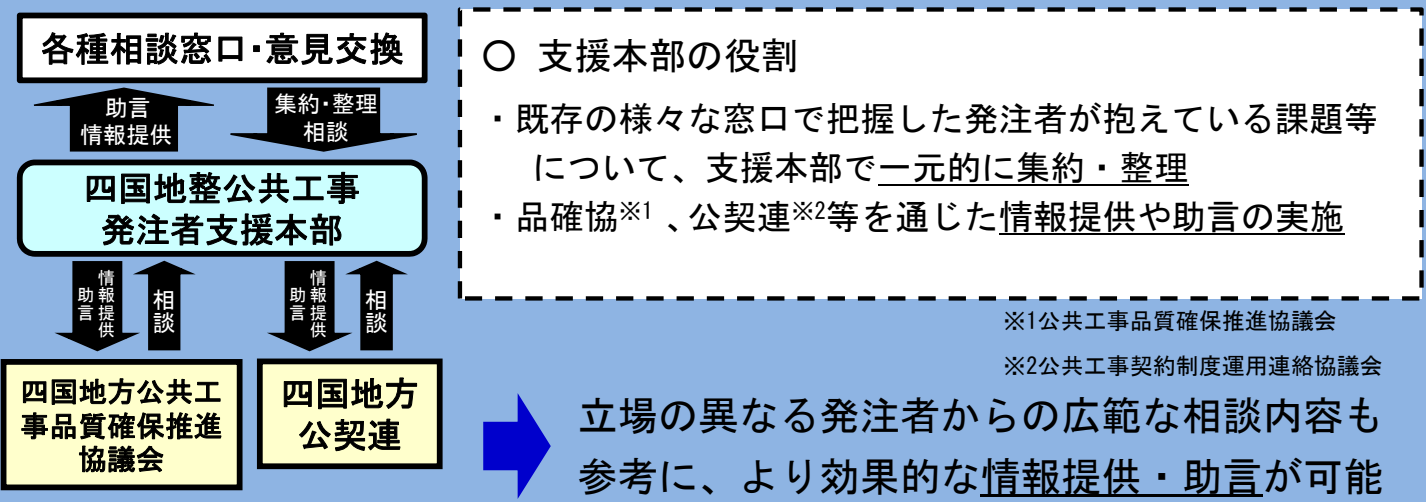 各種相談窓口・意見交換
助言
情報提供
集約・整理
相談
四国地整公共工事
発注者支援本部
情報提供
助言
相談
情報提供
助言
相談
四国地方公共工
事品質確保推進
協議会
四国地方
公契連
○ 支援本部の役割
・既存の様々な窓口で把握した発注者が抱えている課題等
について、支援本部で一元的に集約・整理
・品確協※1 、公契連※2等を通じた情報提供や助言の実施
※1公共工事品質確保推進協議会
※2公共工事契約制度運用連絡協議会
立場の異なる発注者からの広範な相談内容も
参考に、より効果的な情報提供・助言が可能